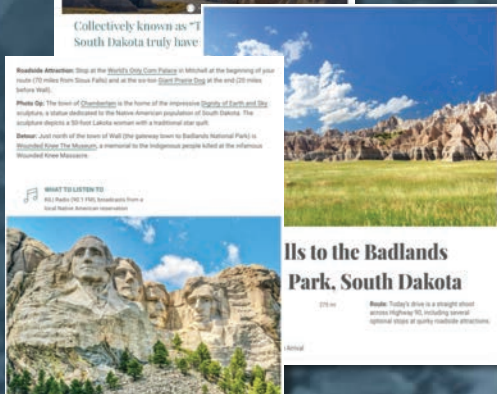 Collectively known as “T
South Dakota truly have
Roadside Attraction: Stop at the World's Only Corn Palace in Mitchell at the beginning of your
route (70 miles from Sioux Falls) and at the six-ton Giant Prairie Dog at the end (20 miles
before Wall).
Photo Op: The town of Chamberlain is the home of the impressive Dignity of Earth and Sky
sculpture, a statue dedicated to the Native American population of South Dakota. The
sculpture depicts a 50-foot Lakota woman with a traditional star quilt.
Detour: Just north of the town of Wall (the gateway town to Badlands National Park) is
Wounded Knee The Museum, a memorial to the indigenous people killed at the infamous
Wounded Knee Massacre.
WHAT TO LISTEN TO
KILI Radio (90.1 FM), broadcasts from a
local Native American reservation
lls to the Badlands
Park, South Dakota
Route: Today's drive is a straight shoot
across Highway 90, including several
optional stops at quirky roadside attractions.
Arrival